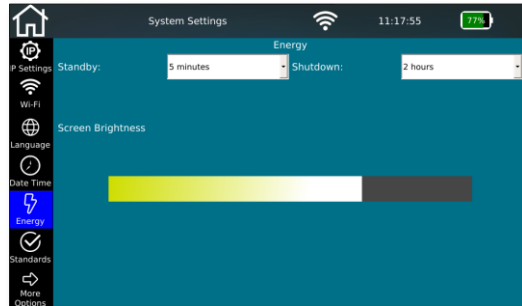 System Settings 11:17:55 77%
Energy
IP
IP Settings
Standby: 5 minutes Shutdown: 2 hours
Wi-Fi
Language
Screen Brightness
Date Time
Energy
Standards
More
Options